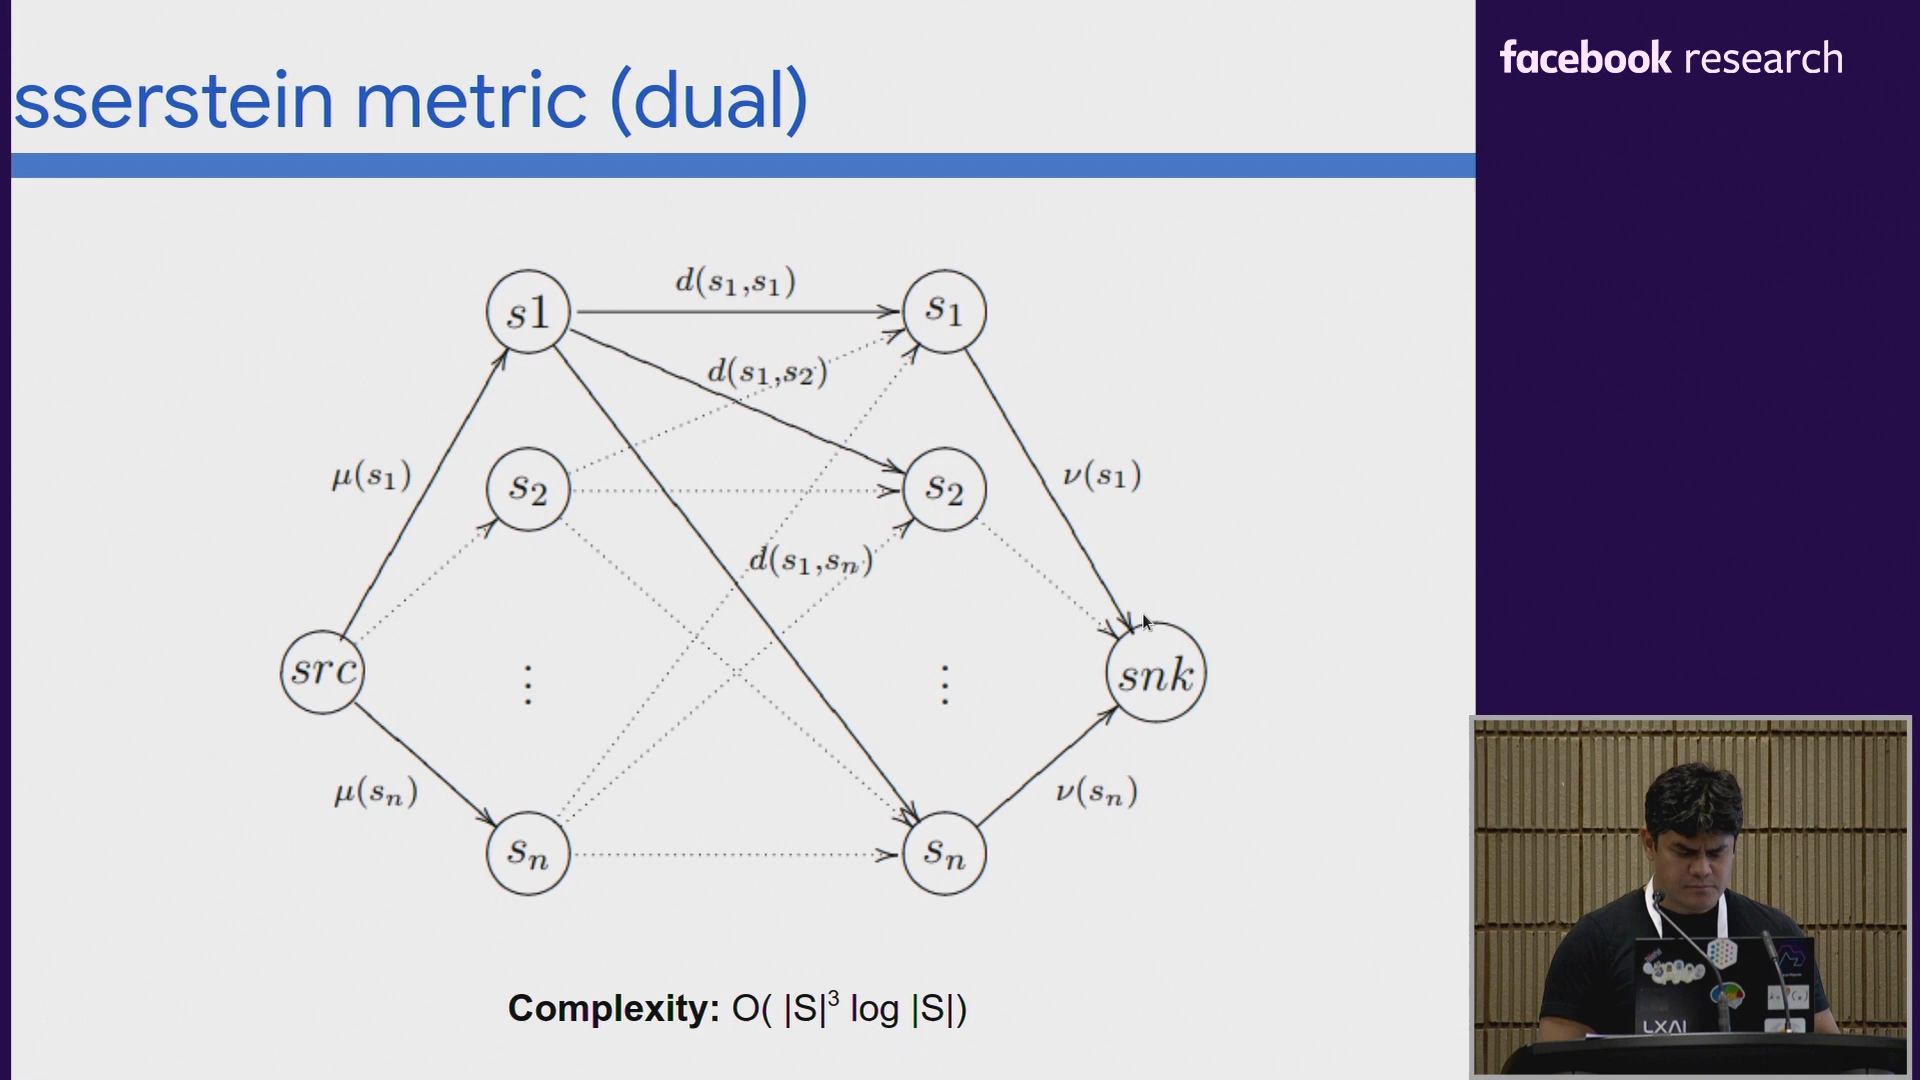 sserstein metric (dual)
facebook research
d(s₁,s₁)
s1
s₁
d(s₁,s₂)
μ(s₁)
s₂
s₂
ν(s₁)
d(s₁,sₙ)
src
⋮
⋮
snk
μ(sₙ)
ν(sₙ)
sₙ
sₙ
Complexity: O( |S|³ log |S|)
LXAI